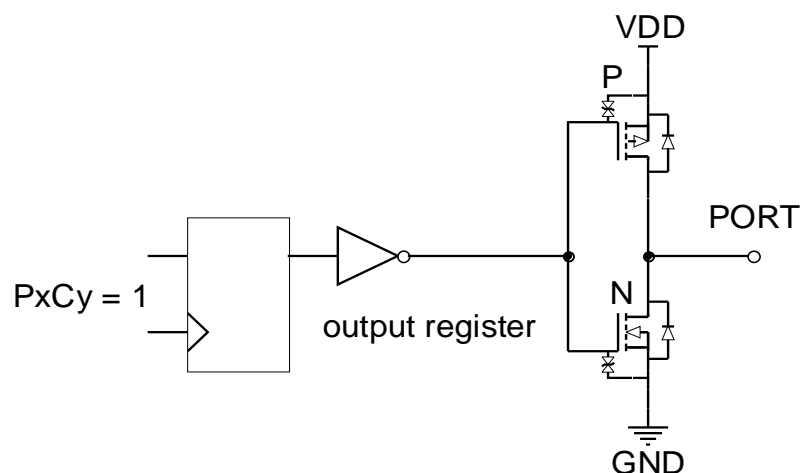 VDD
P
PORT
PxCy = 1
N
output register
GND